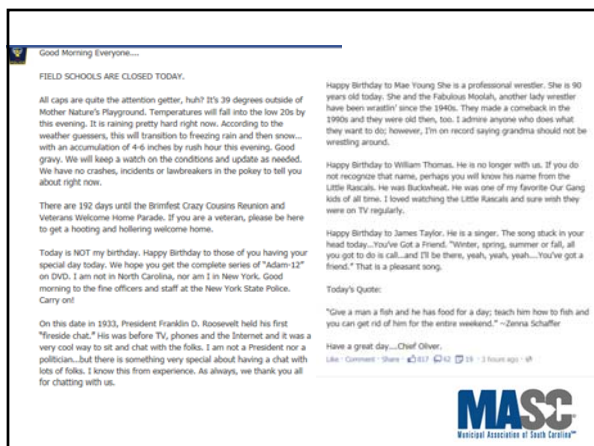 Good Morning Everyone....
FIELD SCHOOLS ARE CLOSED TODAY.
All caps are quite the attention getter, huh? It's 39 degrees outside of
Mother Nature's Playground. Temperatures will fall into the low 20s by
this evening. It is raining pretty hard right now. According to the
weather guessers, this will transition to freezing rain and then snow...
with an accumulation of 4-6 inches by rush hour this evening. Good
gravy. We will keep a watch on the conditions and update as needed.
We have no crashes, incidents or lawbreakers in the pokey to tell you
about right now.
There are 192 days until the Brimfest Crazy Cousins Reunion and
Veterans Welcome Home Parade. If you are a veteran, please be here
to get a hooting and hollering welcome home.
Today is NOT my birthday. Happy Birthday to those of you having your
special day today. We hope you get the complete series of "Adam-12"
on DVD. I am not in North Carolina, nor am I in New York. Good
morning to the fine officers and staff at the New York State Police.
Carry on!
On this date in 1933, President Franklin D. Roosevelt held his first
"fireside chat." His was before TV, phones and the Internet and it was a
very cool way to sit and chat with the folks. I am not a President nor a
politician...but there is something very special about having a chat with
lots of folks. I know this from experience. As always, we thank you all
for chatting with us.
Happy Birthday to Mae Young She is a professional wrestler. She is 90
years old today. She and the Fabulous Moolah, another lady wrestler
have been wrastlin' since the 1940s. They made a comeback in the
1990s and they were old then, too. I admire anyone who does what
they want to do; however, I'm on record saying grandma should not be
wrestling around.
Happy Birthday to William Thomas. He is no longer with us. If you do
not recognize that name, perhaps you will know his name from the
Little Rascals. He was Buckwheat. He was one of my favorite Our Gang
kids of all time. I loved watching the Little Rascals and sure wish they
were on TV regularly.
Happy Birthday to James Taylor. He is a singer. The song stuck in your
head today...You've Got a Friend. "Winter, spring, summer or fall, all
you got to do is call...and I'll be there, yeah, yeah, yeah....You've got a
friend." That is a pleasant song.
Today's Quote:
"Give a man a fish and he has food for a day; teach him how to fish and
you can get rid of him for the entire weekend." ~Zenna Schaffer
Have a great day....Chief Oliver.
Like · Comment · Share · 817 62 19 · 3 hours ago ·
MASC
Municipal Association of South Carolina